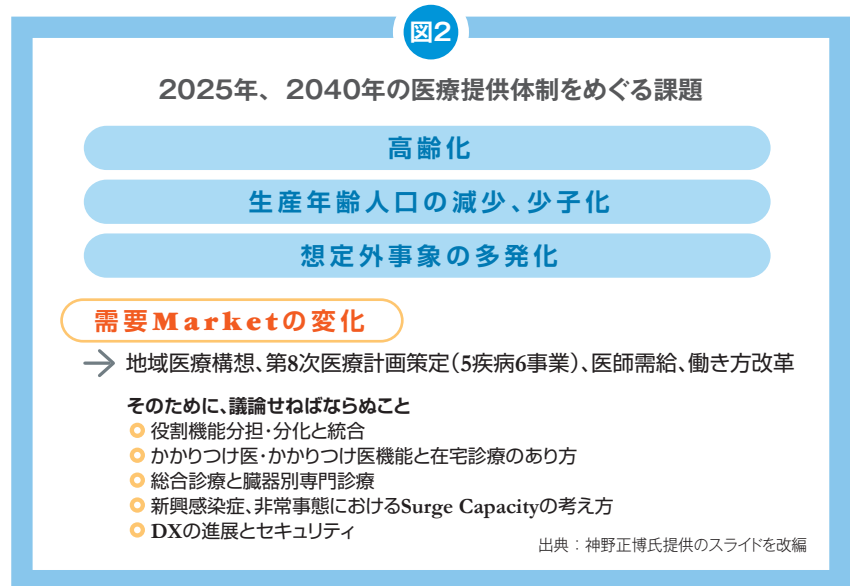 図2
2025年、2040年の医療提供体制をめぐる課題
高齢化
生産年齢人口の減少、少子化
想定外事象の多発化
需要Marketの変化
→ 地域医療構想、第8次医療計画策定（5疾病6事業）、医師需給、働き方改革
そのために、議論せねばならぬこと
役割機能分担・分化と統合
かかりつけ医・かかりつけ医機能と在宅診療のあり方
総合診療と臓器別専門診療
新興感染症、非常事態におけるSurge Capacityの考え方
DXの進展とセキュリティ
出典：神野正博氏提供のスライドを改編